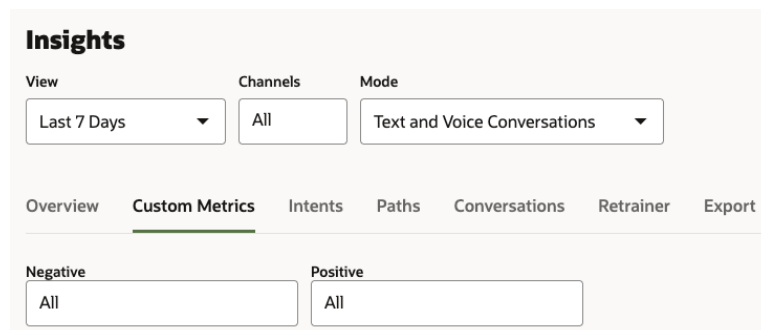 Insights
View Channels Mode
Last 7 Days All Text and Voice Conversations
Overview Custom Metrics Intents Paths Conversations Retrainer Export
Negative Positive
All All